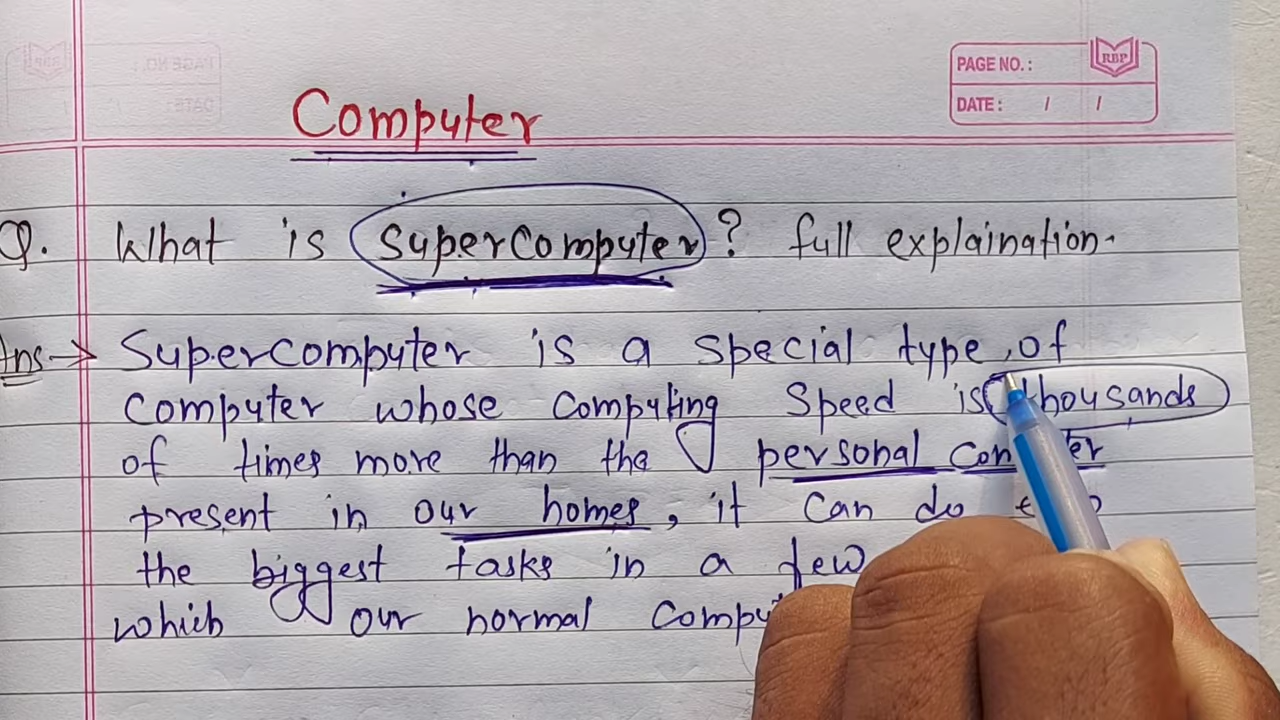 PAGE NO. :
RBP
DATE : / /
Computer
Q. What is supercomputer? full explaination.
Ans → Supercomputer is a special type of
computer whose computing speed is thousands
of times more than the personal
present in our homes, it can do
the biggest tasks in a few
which our normal